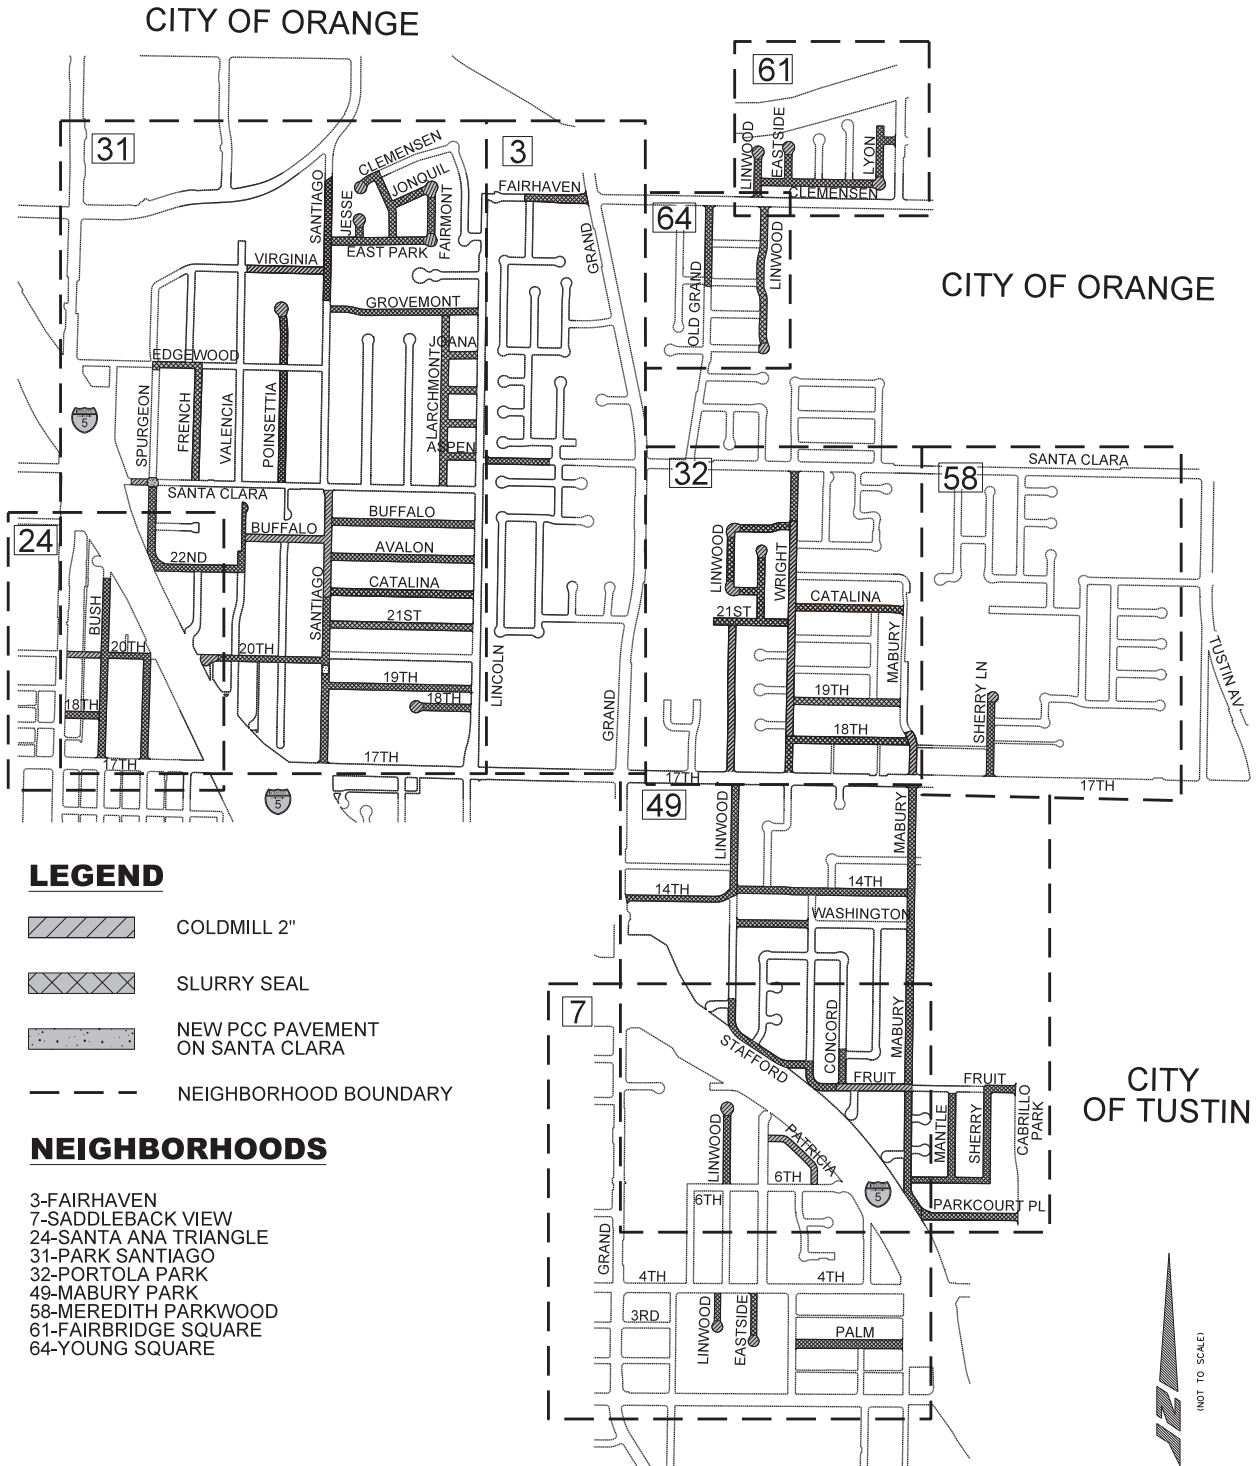 CITY OF ORANGE
61
31
3
CLEMENSEN
JONQUIL
FAIRMONT
SANTIAGO
JESSE
EAST PARK
FAIRHAVEN
GRAND
LINWOOD
EASTSIDE
LYON
CLEMENSEN
64
OLD GRAND
LINWOOD
CITY OF ORANGE
VIRGINIA
GROVEMONT
JOANA
LARCHMONT
ASPEN
EDGEWOOD
SPURGEON
FRENCH
VALENCIA
POINSETTIA
5
SANTA CLARA
32
SANTA CLARA
58
24
BUFFALO
22ND
BUFFALO
AVALON
CATALINA
21ST
SANTIAGO
BUSH
20TH
20TH
19TH
18TH
18TH
LINCOLN
GRAND
17TH
17TH
LINWOOD
WRIGHT
21ST
CATALINA
MABURY
19TH
18TH
SHERRY LN
TUSTIN AV
17TH
17TH
5
49
LINWOOD
MABURY
14TH
14TH
WASHINGTON
LEGEND
COLDMILL 2"
SLURRY SEAL
NEW PCC PAVEMENT
ON SANTA CLARA
NEIGHBORHOOD BOUNDARY
7
STAFFORD
CONCORD
MABURY
FRUIT
FRUIT
CABRILLO
PARK
MANTLE
SHERRY
PARKCOURT PL
CITY
OF TUSTIN
LINWOOD
PATRICIA
6TH
6TH
5
GRAND
4TH
4TH
3RD
LINWOOD
EASTSIDE
PALM
NEIGHBORHOODS
3-FAIRHAVEN
7-SADDLEBACK VIEW
24-SANTA ANA TRIANGLE
31-PARK SANTIAGO
32-PORTOLA PARK
49-MABURY PARK
58-MEREDITH PARKWOOD
61-FAIRBRIDGE SQUARE
64-YOUNG SQUARE
N
(NOT TO SCALE)